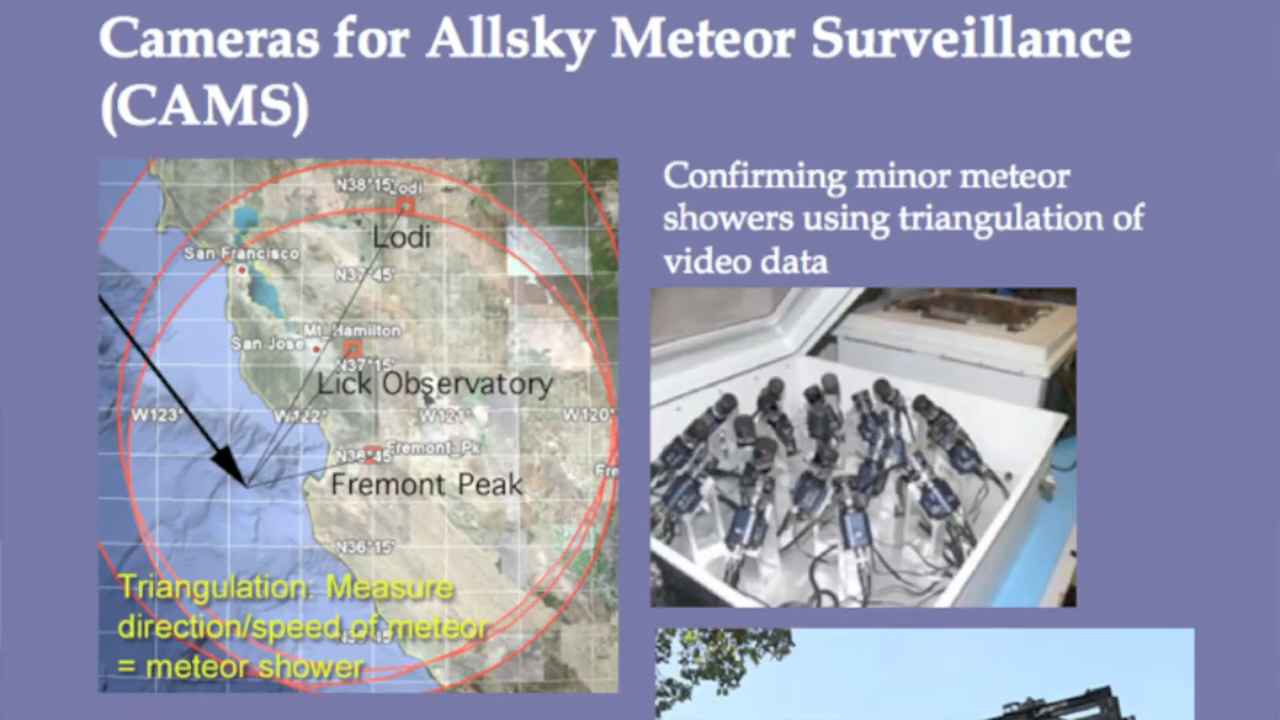 Cameras for Allsky Meteor Surveillance
(CAMS)
Confirming minor meteor
showers using triangulation of
video data
N38°15'
Lodi
Lodi
San Francisco
N37°45'
Mt_Hamilton
San Jose
N37°15'
Lick Observatory
W123°
W122°
W121°
W120°
N36°45'
Fremont_Pk
Fre
Fremont Peak
N36°15'
Triangulation: Measure
direction/speed of meteor
= meteor shower